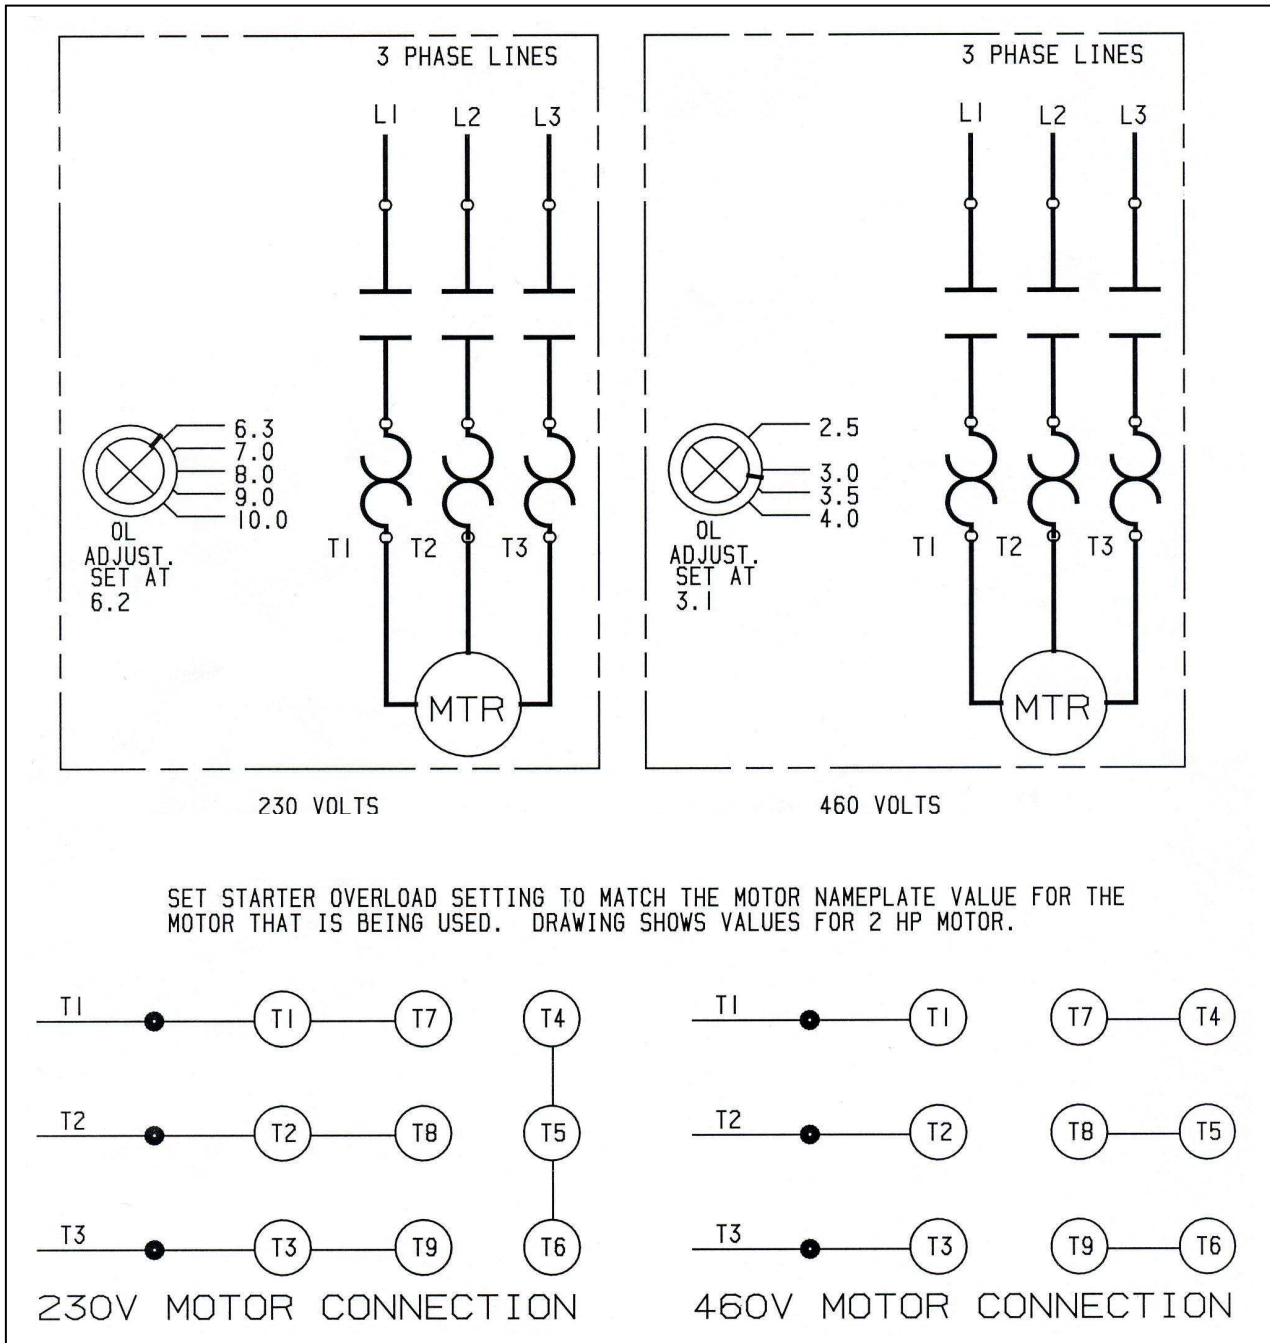 3 PHASE LINES
L1 L2 L3
6.3
7.0
8.0
9.0
10.0
OL
ADJUST.
SET AT
6.2
T1 T2 T3
MTR
230 VOLTS
3 PHASE LINES
L1 L2 L3
2.5
3.0
3.5
4.0
OL
ADJUST.
SET AT
3.1
T1 T2 T3
MTR
460 VOLTS
SET STARTER OVERLOAD SETTING TO MATCH THE MOTOR NAMEPLATE VALUE FOR THE
MOTOR THAT IS BEING USED. DRAWING SHOWS VALUES FOR 2 HP MOTOR.
T1 T1 T7 T4
T2 T2 T8 T5
T3 T3 T9 T6
230V MOTOR CONNECTION
T1 T1 T7 T4
T2 T2 T8 T5
T3 T3 T9 T6
460V MOTOR CONNECTION